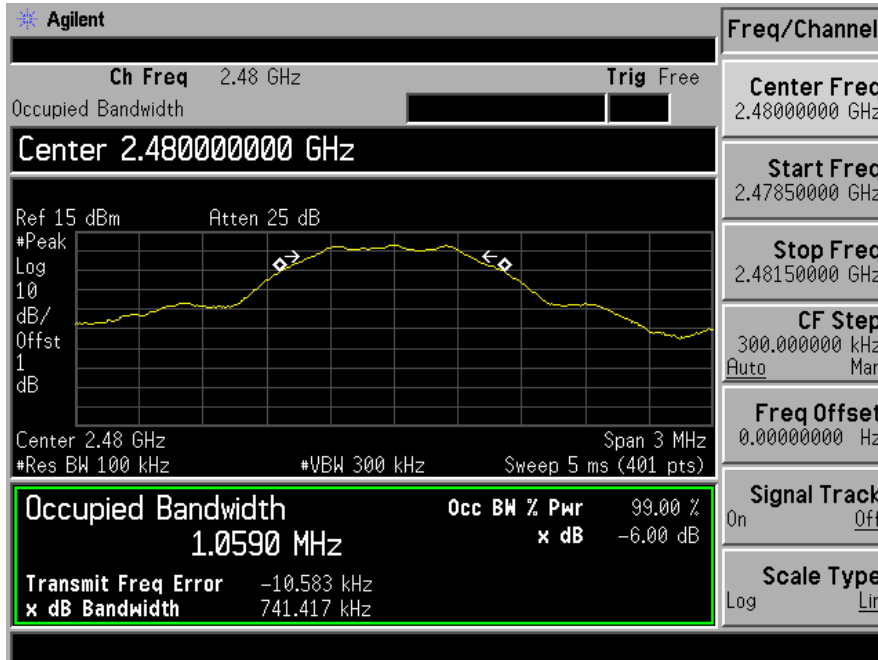 Agilent
Freq/Channel
Ch Freq 2.48 GHz Trig Free
Occupied Bandwidth
Center 2.480000000 GHz
Ref 15 dBm Atten 25 dB
#Peak
Log
10
dB/
Offst
1
dB
Center 2.48 GHz Span 3 MHz
#Res BW 100 kHz #VBW 300 kHz Sweep 5 ms (401 pts)
Occupied Bandwidth
1.0590 MHz
Occ BW % Pwr 99.00 %
x dB -6.00 dB
Transmit Freq Error -10.583 kHz
x dB Bandwidth 741.417 kHz
Center Freq
2.48000000 GHz
Start Freq
2.47850000 GHz
Stop Freq
2.48150000 GHz
CF Step
300.000000 kHz
Auto Man
Freq Offset
0.00000000 Hz
Signal Track
On Off
Scale Type
Log Lin